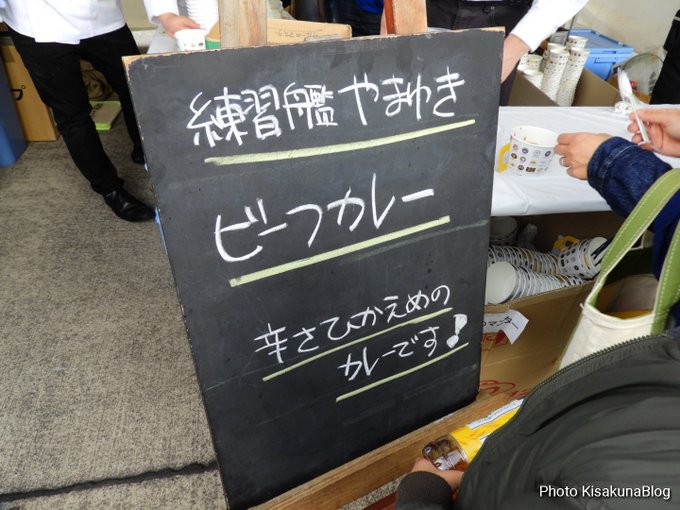 練習艦やまゆき
ビーフカレー
辛さひかえめの
カレーです!
Photo KisakunaBlog